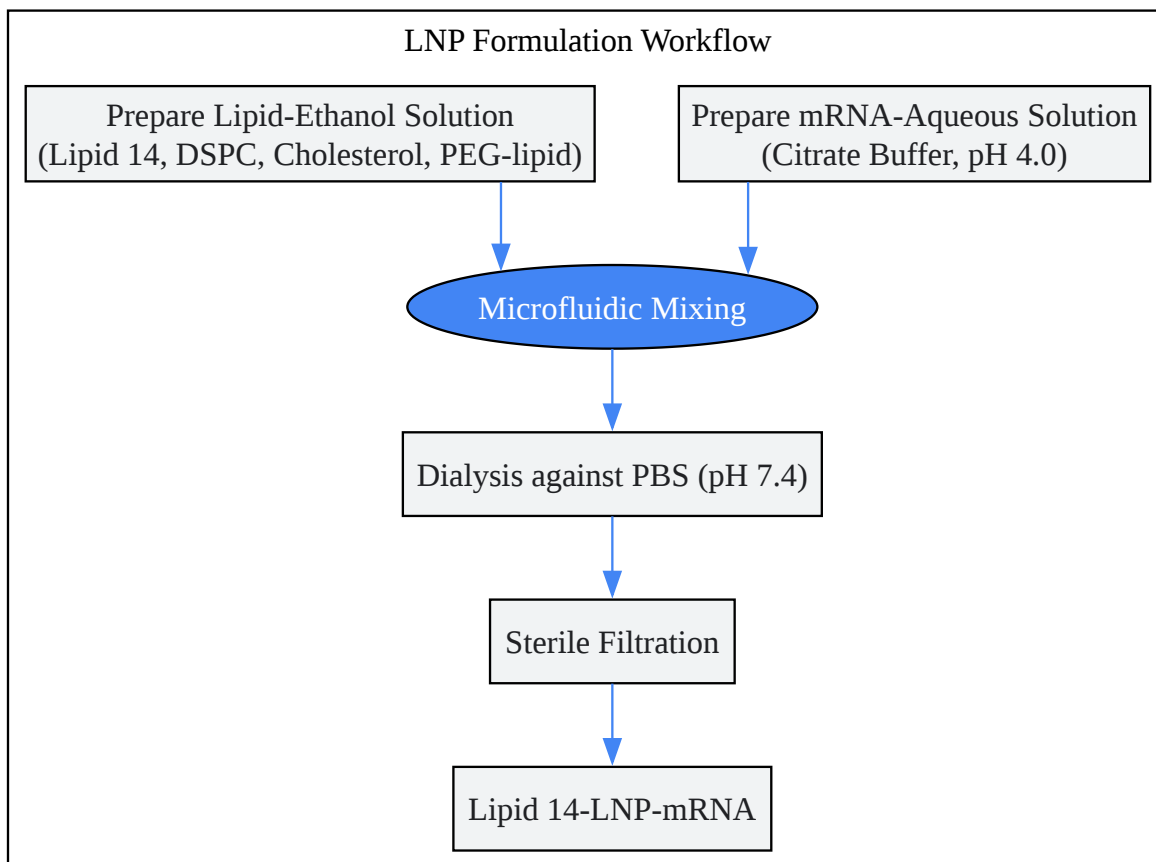 LNP Formulation Workflow
Prepare Lipid-Ethanol Solution
(Lipid 14, DSPC, Cholesterol, PEG-lipid)
Prepare mRNA-Aqueous Solution
(Citrate Buffer, pH 4.0)
Microfluidic Mixing
Dialysis against PBS (pH 7.4)
Sterile Filtration
Lipid 14-LNP-mRNA